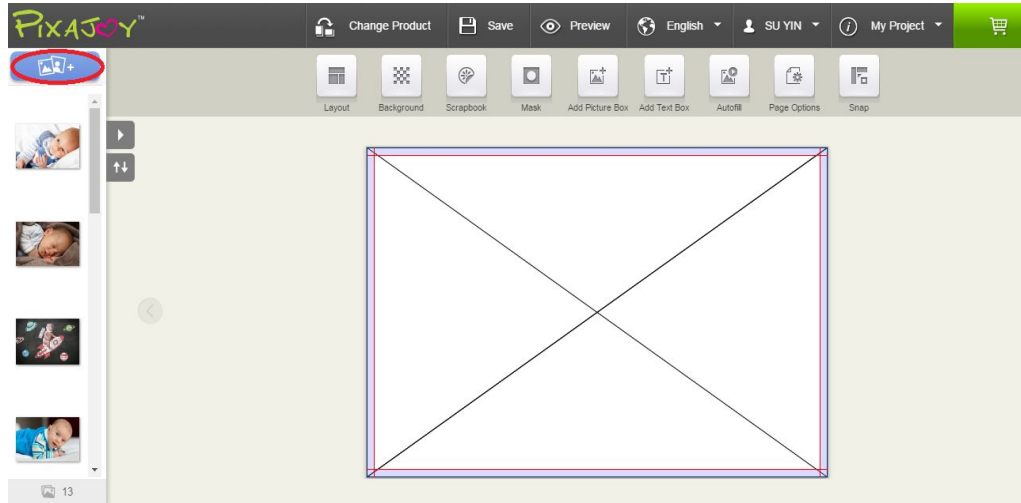 PIXAJOY™
Change Product Save Preview English SU YIN My Project
Layout Background Scrapbook Mask Add Picture Box Add Text Box Autofill Page Options Snap
13